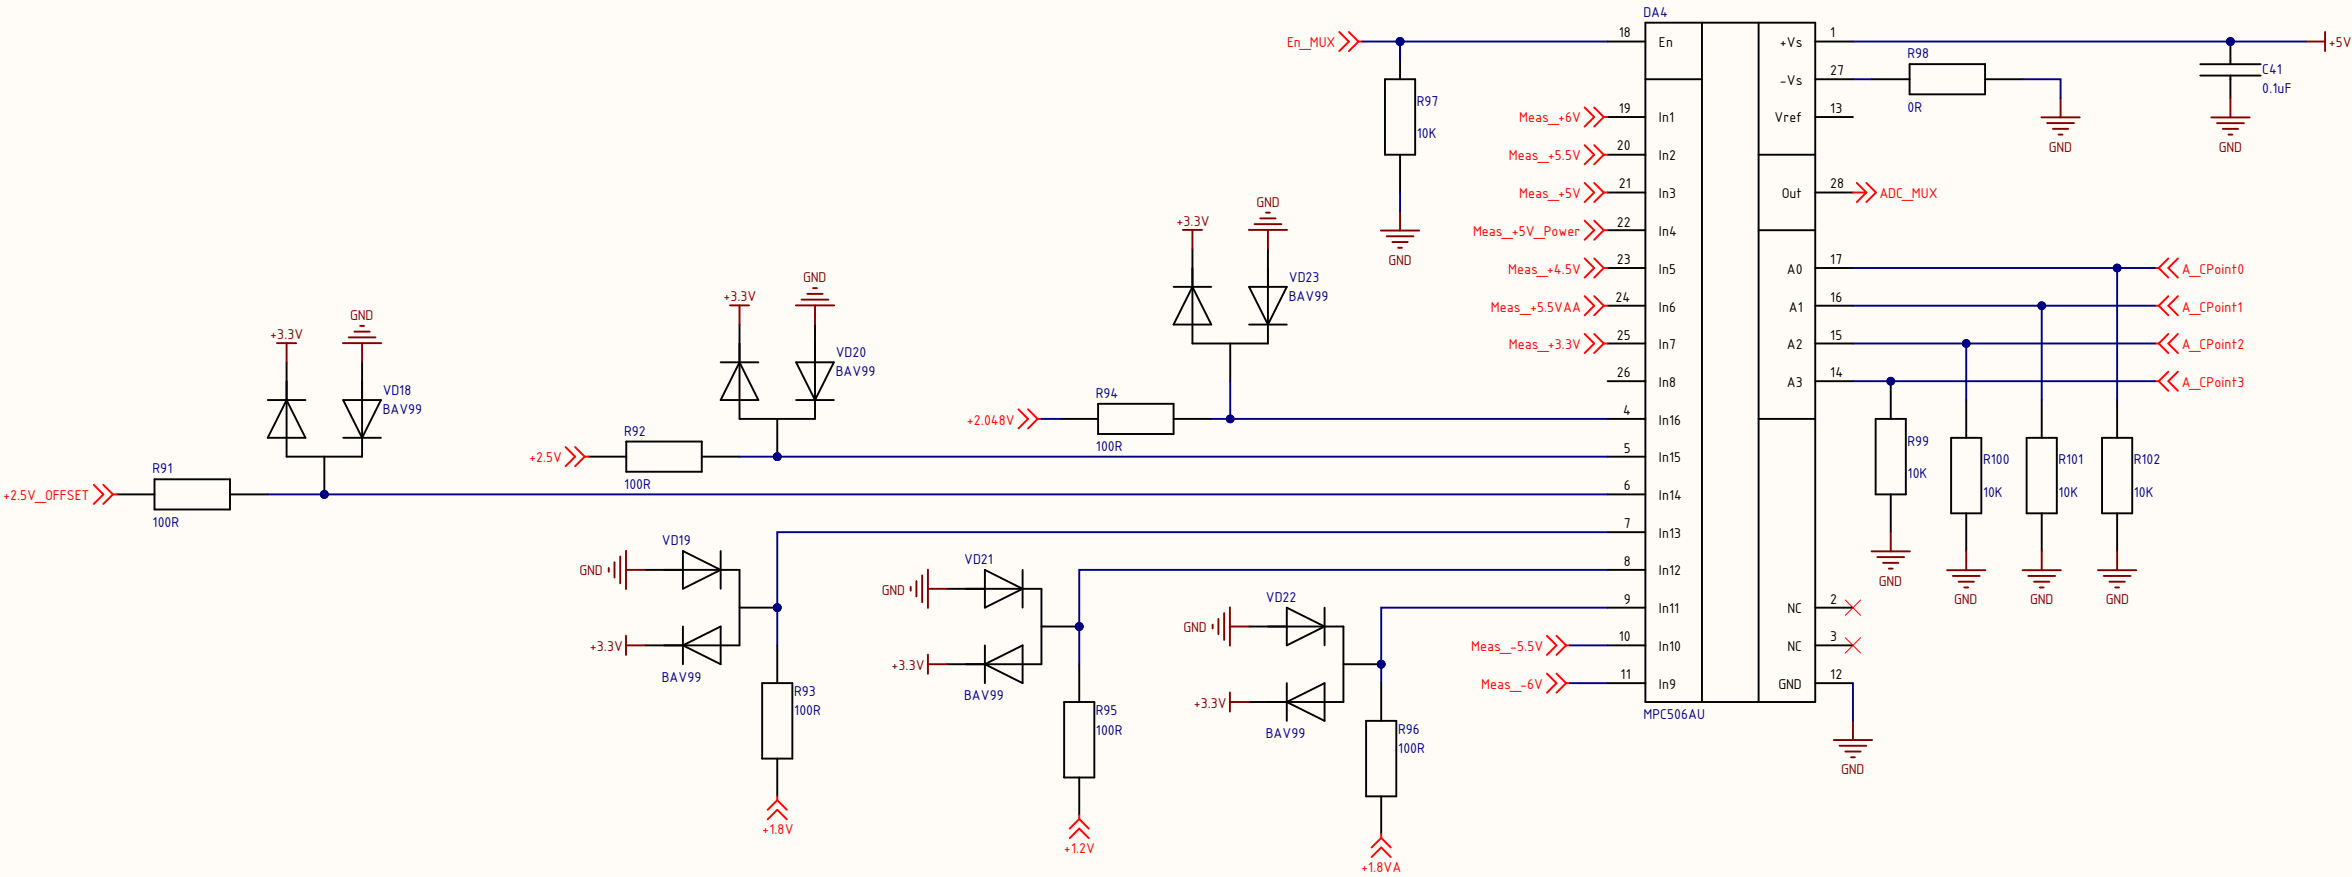 DA4
En_MUX
18
En
+Vs
1
+5V
R98
-Vs
27
0R
GND
C41
0.1uF
GND
R97
10K
GND
Meas_+6V
19
In1
Vref
13
Meas_+5.5V
20
In2
Meas_+5V
21
In3
Out
28
ADC_MUX
Meas_+5V_Power
22
In4
Meas_+4.5V
23
In5
A0
17
A_CPoint0
Meas_+5.5VAA
24
In6
A1
16
A_CPoint1
Meas_+3.3V
25
In7
A2
15
A_CPoint2
26
In8
A3
14
A_CPoint3
GND
+3.3V
VD23
BAV99
+2.048V
R94
100R
4
In16
GND
+3.3V
VD20
BAV99
+2.5V
R92
100R
5
In15
GND
+3.3V
VD18
BAV99
+2.5V_OFFSET
R91
100R
6
In14
7
In13
8
In12
9
In11
Meas_-5.5V
10
In10
Meas_-6V
11
In9
R99
10K
GND
R100
10K
GND
R101
10K
GND
R102
10K
GND
NC
2
NC
3
GND
12
GND
MPC506AU
VD19
GND
+3.3V
BAV99
R93
100R
+1.8V
VD21
GND
+3.3V
BAV99
R95
100R
+1.2V
VD22
GND
+3.3V
BAV99
R96
100R
+1.8VA